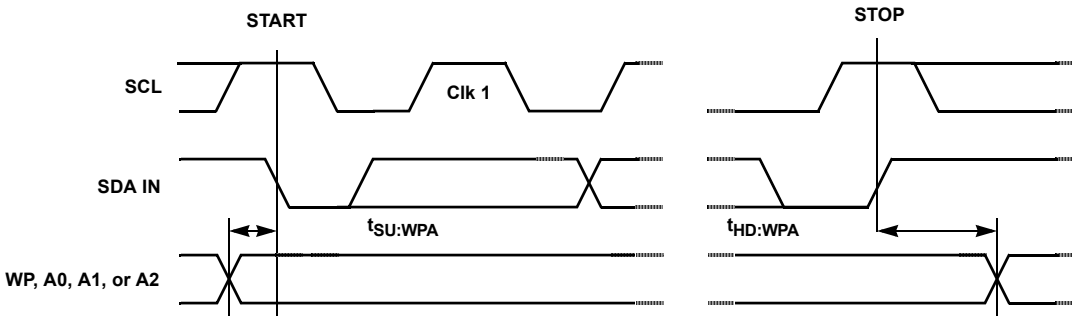 START
STOP
SCL
Clk 1
SDA IN
tSU:WPA
tHD:WPA
WP, A0, A1, or A2